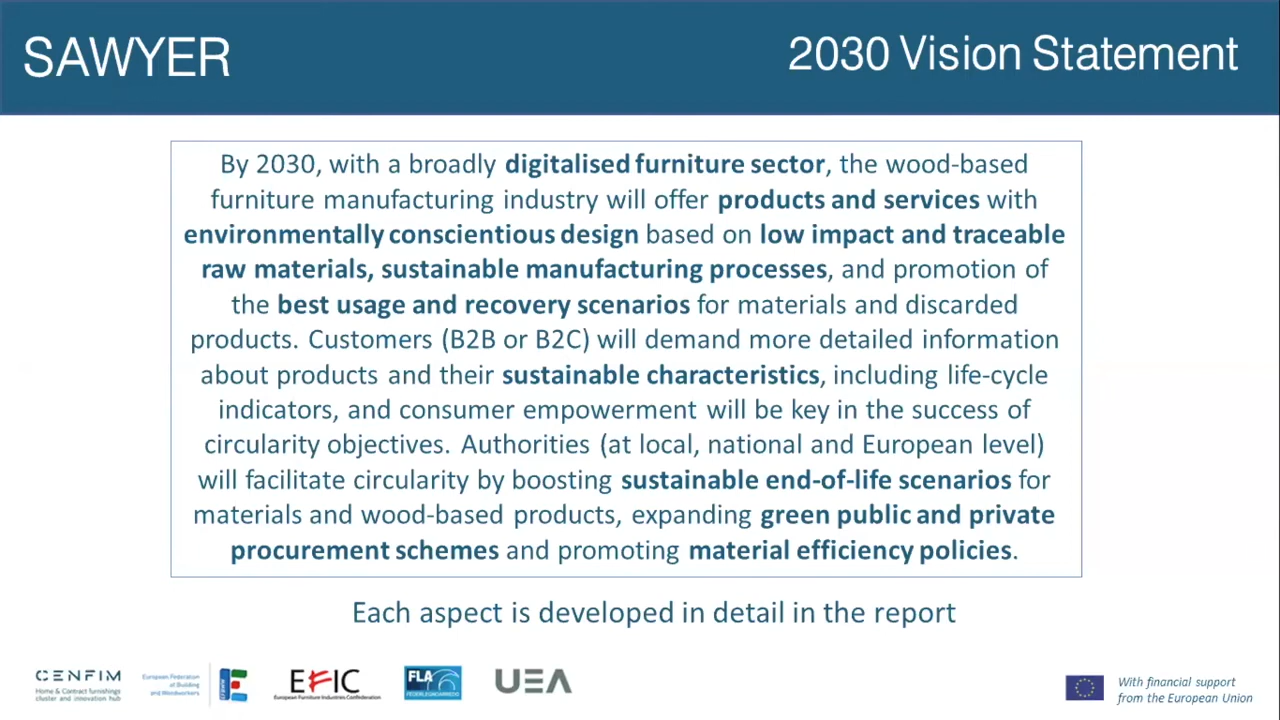 SAWYER
2030 Vision Statement
By 2030, with a broadly digitalised furniture sector, the wood-based
furniture manufacturing industry will offer products and services with
environmentally conscientious design based on low impact and traceable
raw materials, sustainable manufacturing processes, and promotion of
the best usage and recovery scenarios for materials and discarded
products. Customers (B2B or B2C) will demand more detailed information
about products and their sustainable characteristics, including life-cycle
indicators, and consumer empowerment will be key in the success of
circularity objectives. Authorities (at local, national and European level)
will facilitate circularity by boosting sustainable end-of-life scenarios for
materials and wood-based products, expanding green public and private
procurement schemes and promoting material efficiency policies.
Each aspect is developed in detail in the report
CENFIM
Home & Contract furnishings
cluster and innovation hub
European Federation
of Building
and Woodworkers
EFIC
European Furniture Industries Confederation
FLA
FEDERLEGNOARREDO
UEA
With financial support
from the European Union